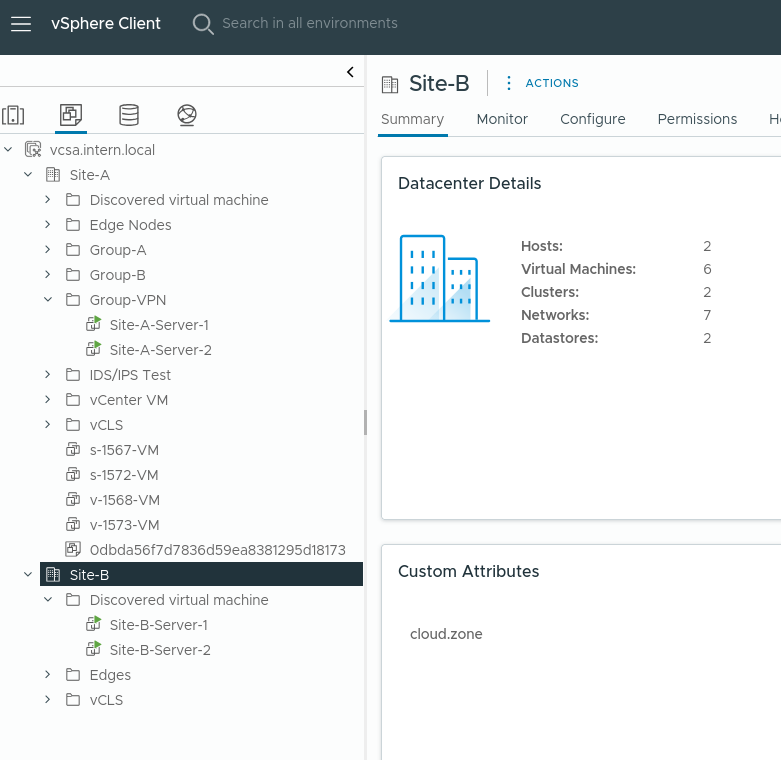 vSphere Client
Search in all environments
vcsa.intern.local
Site-A
Discovered virtual machine
Edge Nodes
Group-A
Group-B
Group-VPN
Site-A-Server-1
Site-A-Server-2
IDS/IPS Test
vCenter VM
vCLS
s-1567-VM
s-1572-VM
v-1568-VM
v-1573-VM
0dbda56f7d7836d59ea8381295d18173
Site-B
Discovered virtual machine
Site-B-Server-1
Site-B-Server-2
Edges
vCLS
Site-B
ACTIONS
Summary Monitor Configure Permissions
Datacenter Details
Hosts: 2
Virtual Machines: 6
Clusters: 2
Networks: 7
Datastores: 2
Custom Attributes
cloud.zone